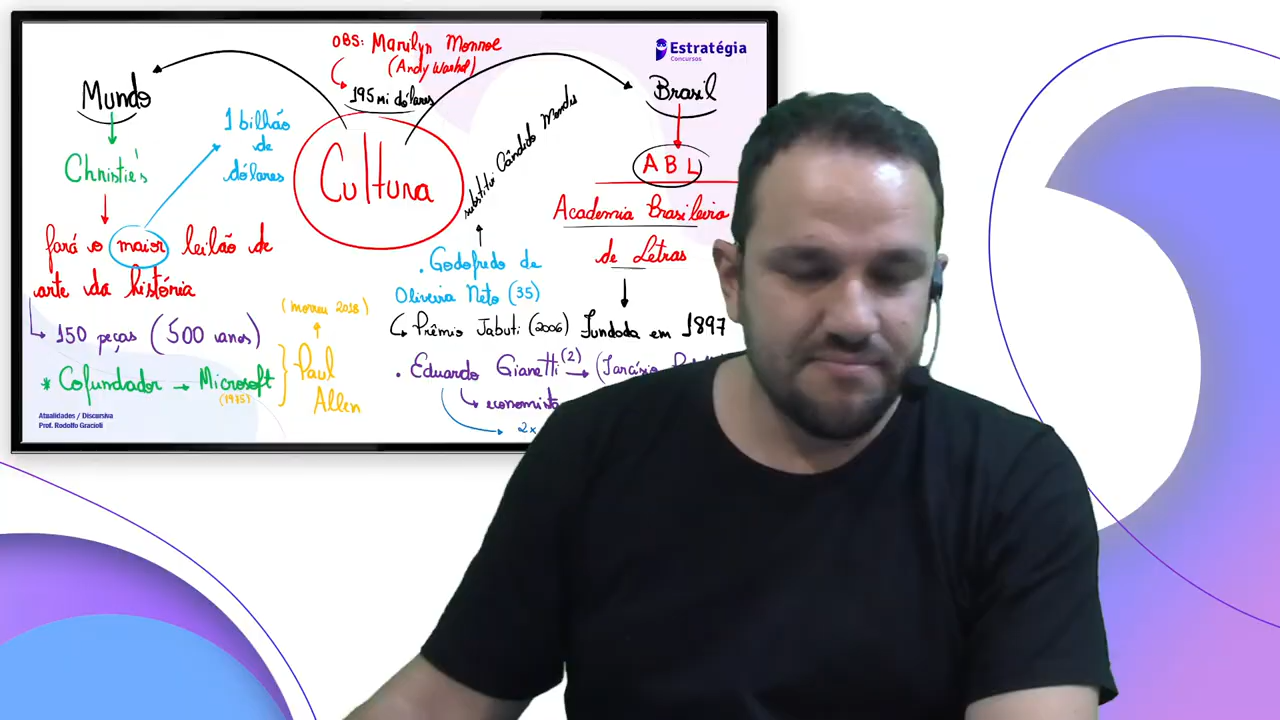 OBS: Marilyn Monroe
(Andy Warhol)
195 mi dólares
Estratégia
Concursos
Mundo
Brasil
Cultura
Christie's
1 bilhão
de
dólares
fará o maior leilão de
arte da história
150 peças (500 anos)
* Cofundador → Microsoft
(1975)
(morreu 2018)
Paul
Allen
substitui Cândido Mendes
ABL
Academia Brasileira
de Letras
Fundada em 1897
. Godofredo de
Oliveira Neto (35)
Prêmio Jabuti (2006)
. Eduardo Gianetti (2) → (Tarcísio
economista
2x
Atualidades / Discursiva
Prof. Rodolfo Gracioli